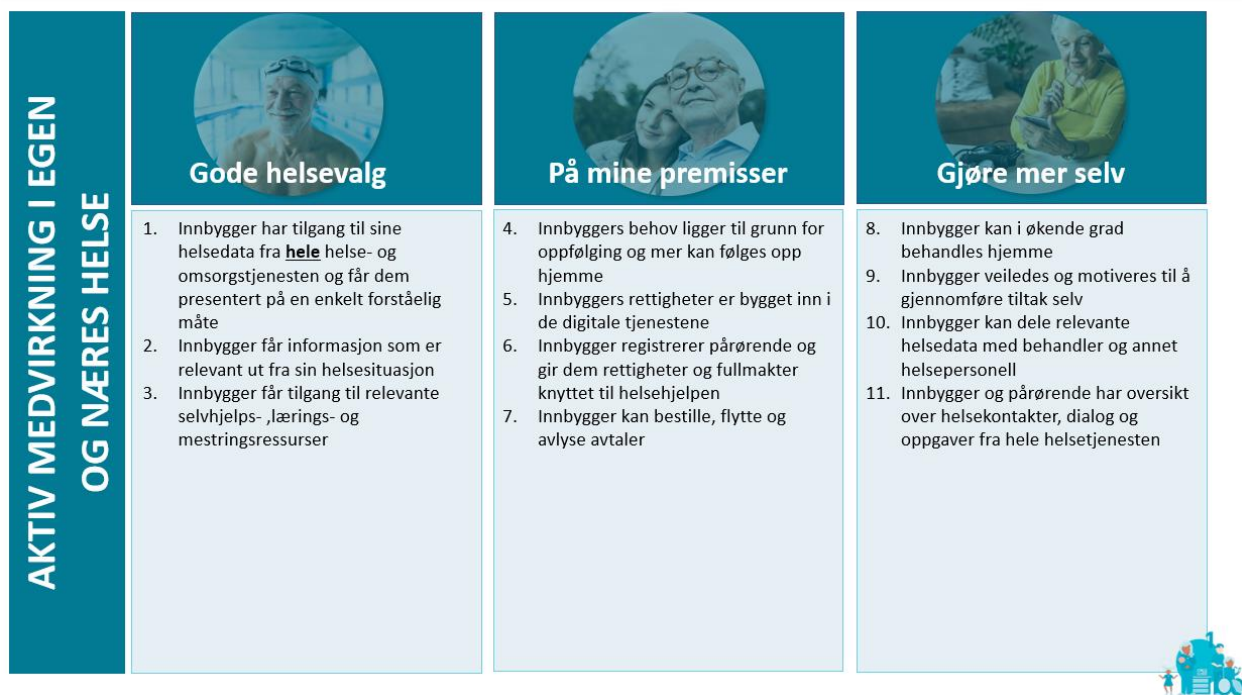 AKTIV MEDVIRKNING I EGEN
OG NÆRES HELSE
Gode helsevalg
1. Innbygger har tilgang til sine
helsedata fra hele helse- og
omsorgstjenesten og får dem
presentert på en enkelt forståelig
måte
2. Innbygger får informasjon som er
relevant ut fra sin helsesituasjon
3. Innbygger får tilgang til relevante
selvhjelps- ,lærings- og
mestringsressurser
På mine premisser
4. Innbyggers behov ligger til grunn for
oppfølging og mer kan følges opp
hjemme
5. Innbyggers rettigheter er bygget inn i
de digitale tjenestene
6. Innbygger registrerer pårørende og
gir dem rettigheter og fullmakter
knyttet til helsehjelpen
7. Innbygger kan bestille, flytte og
avlyse avtaler
Gjøre mer selv
8. Innbygger kan i økende grad
behandles hjemme
9. Innbygger veiledes og motiveres til å
gjennomføre tiltak selv
10. Innbygger kan dele relevante
helsedata med behandler og annet
helsepersonell
11. Innbygger og pårørende har oversikt
over helsekontakter, dialog og
oppgaver fra hele helsetjenesten